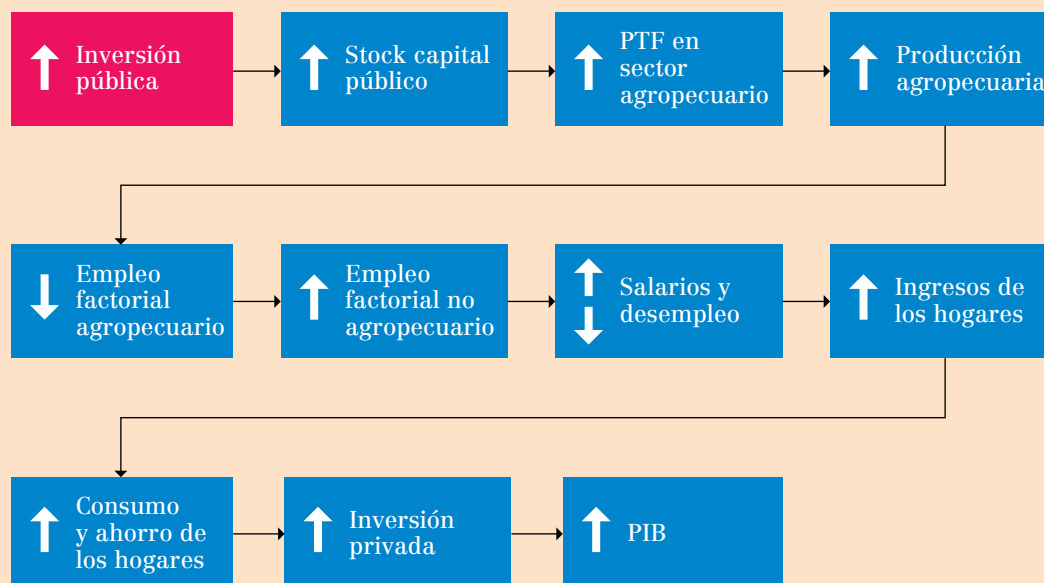 Inversión
pública
Stock capital
público
PTF en
sector
agropecuario
Producción
agropecuaria
Empleo
factorial
agropecuario
Empleo
factorial no
agropecuario
Salarios y
desempleo
Ingresos de
los hogares
Consumo
y ahorro de
los hogares
Inversión
privada
PIB